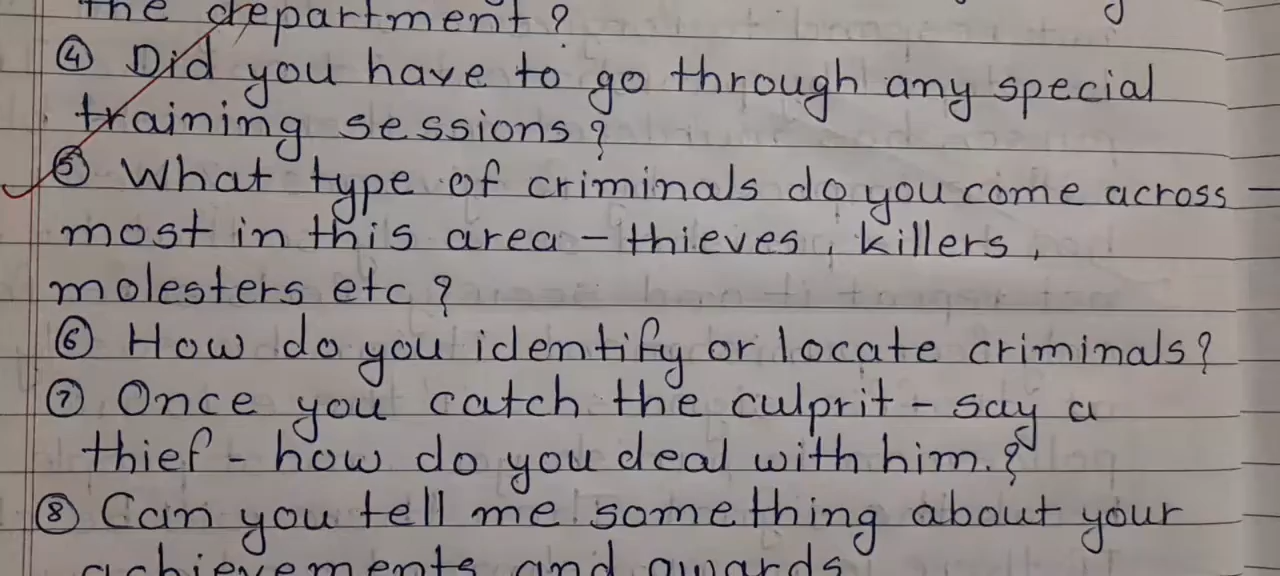 the department?
④ Did you have to go through any special
training sessions?
⑤ What type of criminals do you come across –
most in this area – thieves, killers,
molesters etc?
⑥ How do you identify or locate criminals?
⑦ Once you catch the culprit – say a
thief – how do you deal with him.?
⑧ Can you tell me something about your
achievements and awards